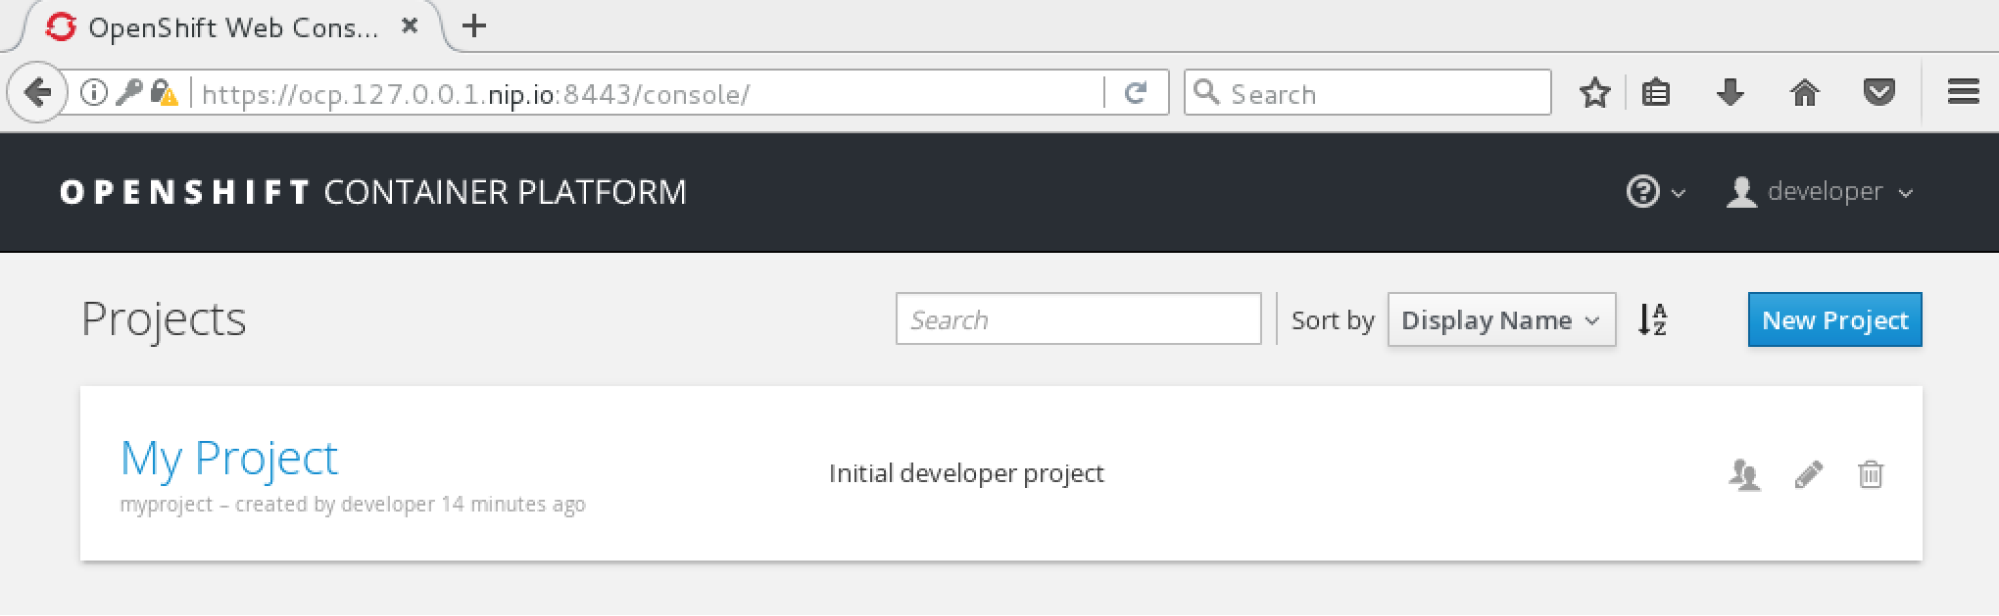 OpenShift Web Cons...
https://ocp.127.0.0.1.nip.io:8443/console/
Search
OPENSHIFT CONTAINER PLATFORM
developer
Projects
Search
Sort by
Display Name
A
Z
New Project
My Project
myproject – created by developer 14 minutes ago
Initial developer project